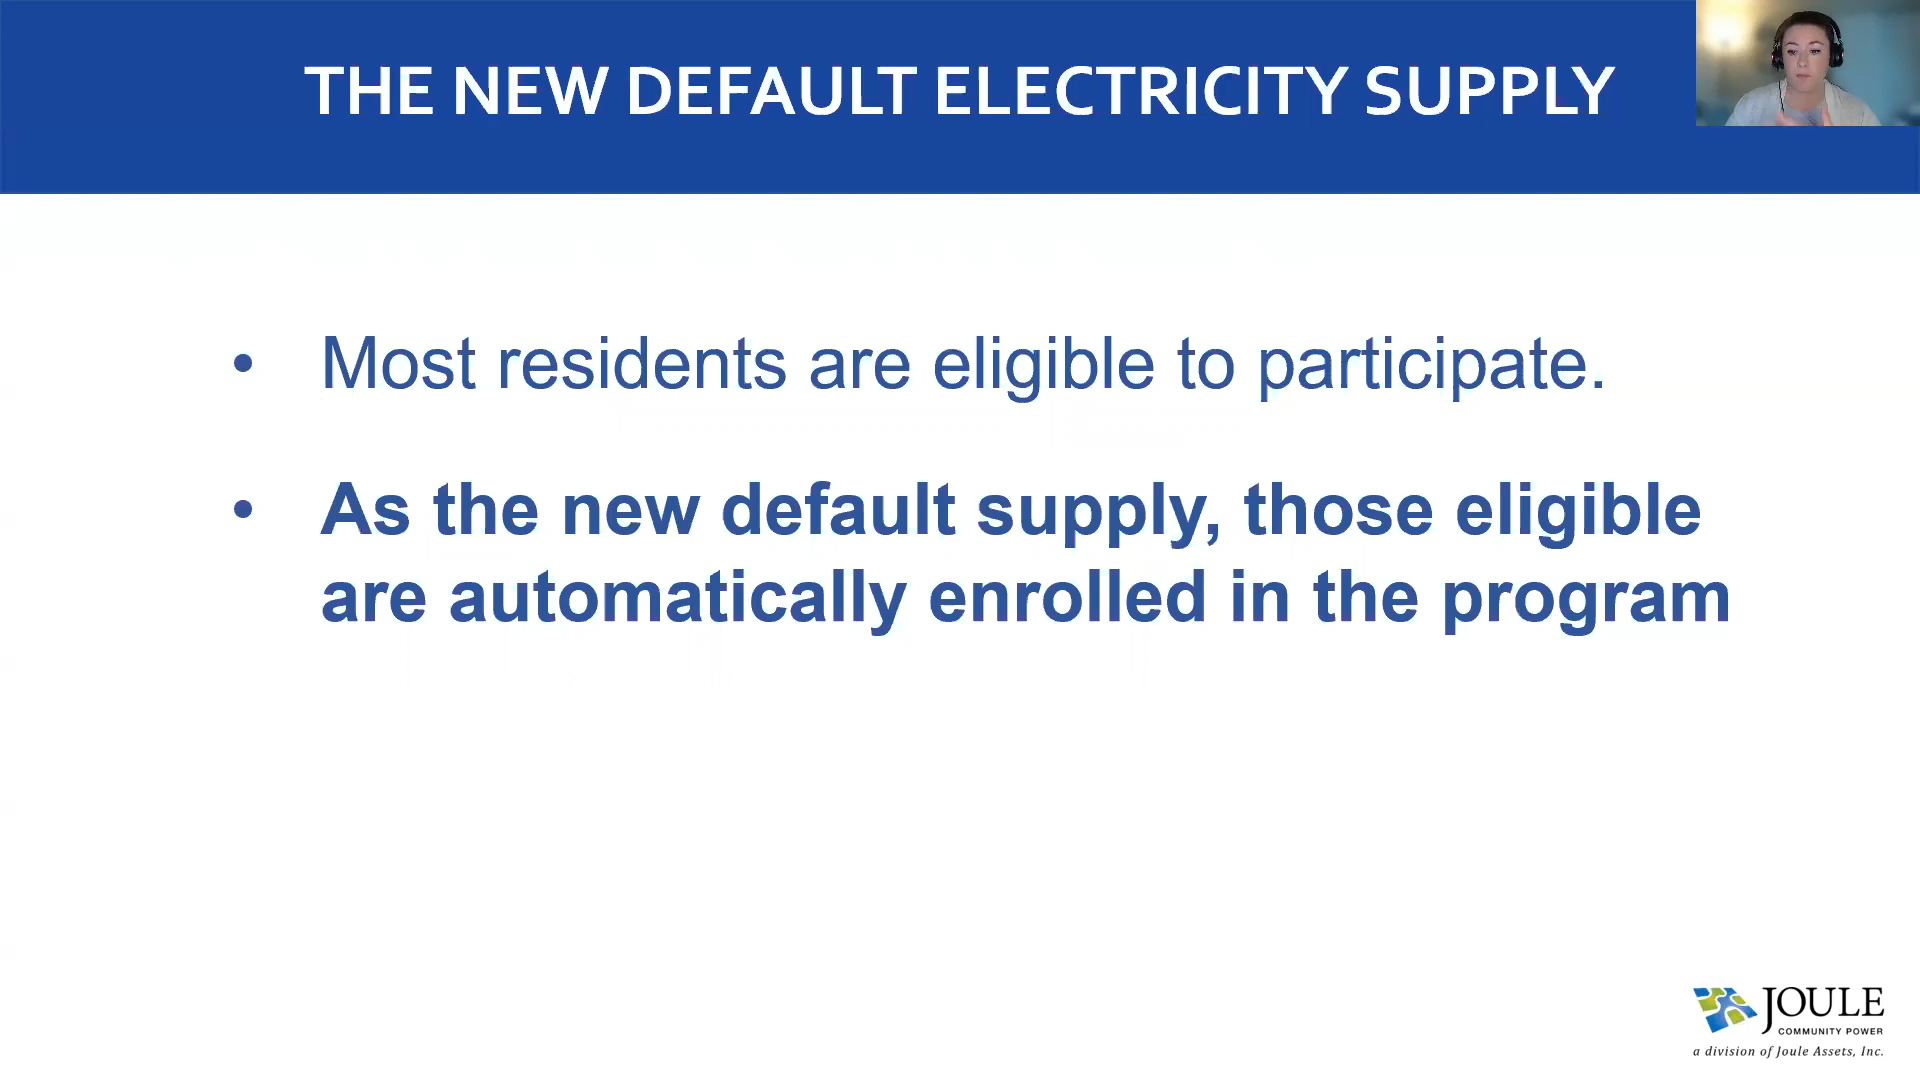 THE NEW DEFAULT ELECTRICITY SUPPLY
• Most residents are eligible to participate.
• As the new default supply, those eligible
are automatically enrolled in the program
JOULE
COMMUNITY POWER
a division of Joule Assets, Inc.